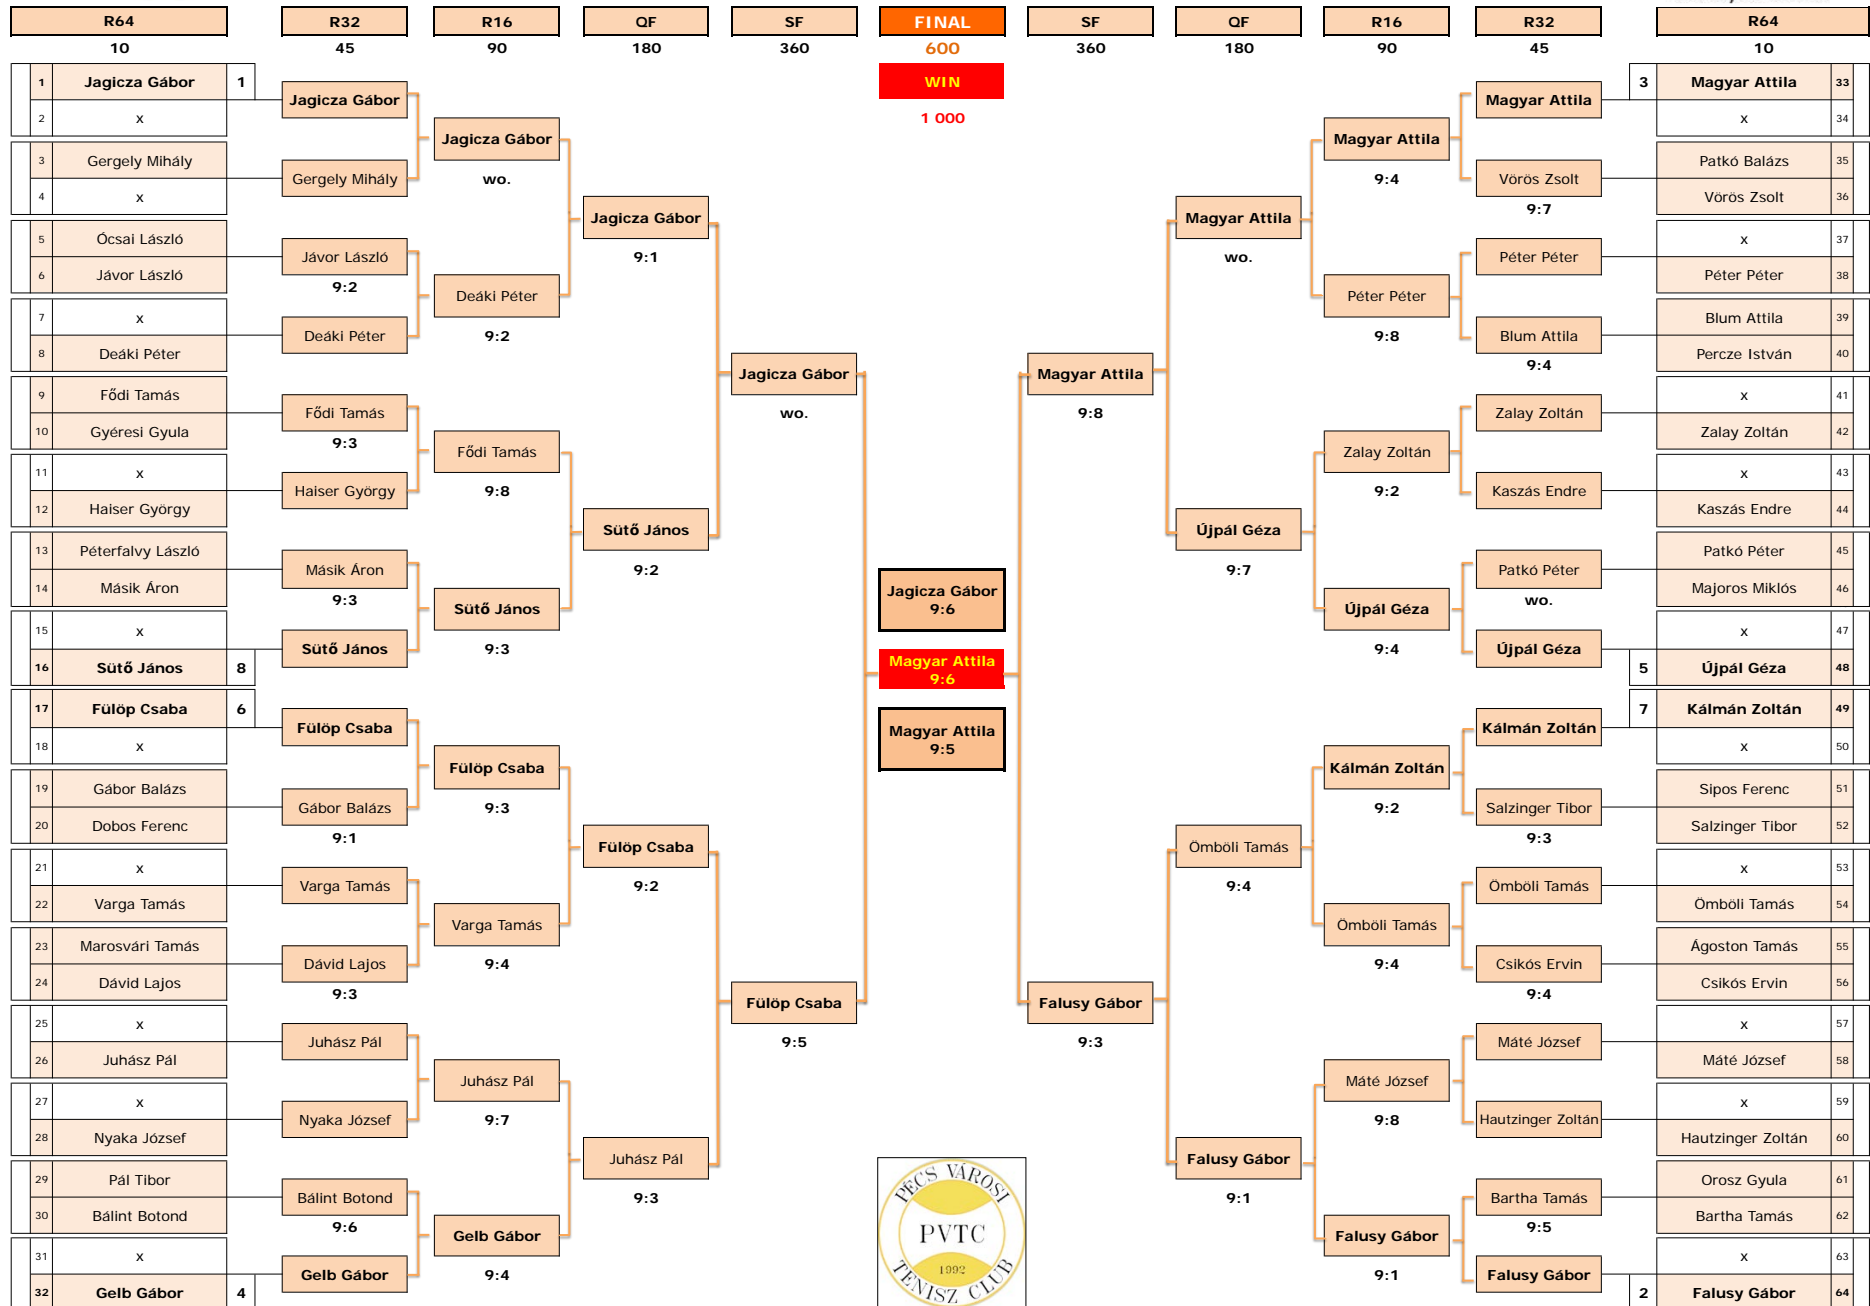 R64 R32 R16 QF SF FINAL SF QF R16 R32 R64
10 45 90 180 360 600 360 180 90 45 10
1 Jagicza Gábor 1
2 x
3 Gergely Mihály
4 x
5 Ócsai László
6 Jávor László
7 x
8 Deáki Péter
9 Fődi Tamás
10 Gyéresi Gyula
11 x
12 Haiser György
13 Péterfalvy László
14 Másik Áron
15 x
16 Sütő János 8
17 Fülöp Csaba 6
18 x
19 Gábor Balázs
20 Dobos Ferenc
21 x
22 Varga Tamás
23 Marosvári Tamás
24 Dávid Lajos
25 x
26 Juhász Pál
27 x
28 Nyaka József
29 Pál Tibor
30 Bálint Botond
31 x
32 Gelb Gábor 4
Jagicza Gábor
Gergely Mihály
Jávor László
9:2
Deáki Péter
Fődi Tamás
9:3
Haiser György
Másik Áron
9:3
Sütő János
Fülöp Csaba
Gábor Balázs
9:1
Varga Tamás
Dávid Lajos
9:3
Juhász Pál
Nyaka József
Bálint Botond
9:6
Gelb Gábor
Jagicza Gábor
wo.
Deáki Péter
9:2
Fődi Tamás
9:8
Sütő János
9:3
Fülöp Csaba
9:3
Varga Tamás
9:4
Juhász Pál
9:7
Gelb Gábor
9:4
Jagicza Gábor
9:1
Sütő János
9:2
Fülöp Csaba
9:2
Juhász Pál
9:3
Jagicza Gábor
wo.
Fülöp Csaba
9:5
WIN
1 000
Jagicza Gábor
9:6
Magyar Attila
9:6
Magyar Attila
9:5
PÉCS VÁROSI
PVTC
1992
TENISZ CLUB
Magyar Attila
9:8
Falusy Gábor
9:3
Magyar Attila
wo.
Újpál Géza
9:7
Ömböli Tamás
9:4
Falusy Gábor
9:1
Magyar Attila
9:4
Péter Péter
9:8
Zalay Zoltán
9:2
Újpál Géza
9:4
Kálmán Zoltán
9:2
Ömböli Tamás
9:4
Máté József
9:8
Falusy Gábor
9:1
Magyar Attila
Vörös Zsolt
9:7
Péter Péter
Blum Attila
9:4
Zalay Zoltán
Kaszás Endre
Patkó Péter
wo.
Újpál Géza
Kálmán Zoltán
Salzinger Tibor
9:3
Ömböli Tamás
Csikós Ervin
9:4
Máté József
Hautzinger Zoltán
Bartha Tamás
9:5
Falusy Gábor
3 Magyar Attila 33
x 34
Patkó Balázs 35
Vörös Zsolt 36
x 37
Péter Péter 38
Blum Attila 39
Percze István 40
x 41
Zalay Zoltán 42
x 43
Kaszás Endre 44
Patkó Péter 45
Majoros Miklós 46
x 47
5 Újpál Géza 48
7 Kálmán Zoltán 49
x 50
Sipos Ferenc 51
Salzinger Tibor 52
x 53
Ömböli Tamás 54
Ágoston Tamás 55
Csikós Ervin 56
x 57
Máté József 58
x 59
Hautzinger Zoltán 60
Orosz Gyula 61
Bartha Tamás 62
x 63
2 Falusy Gábor 64